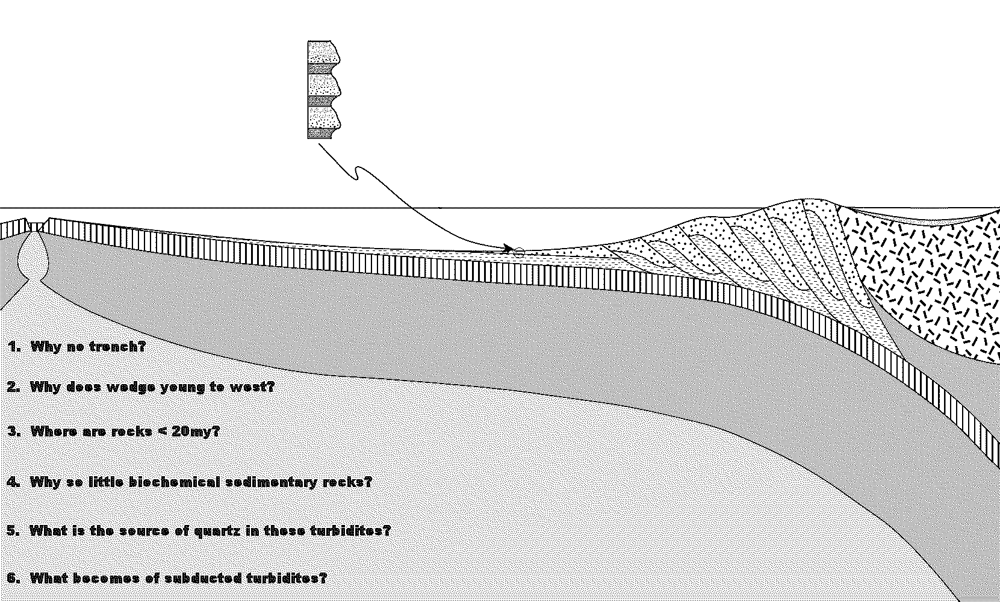 1. Why no trench?
2. Why does wedge young to west?
3. Where are rocks < 20my?
4. Why so little biochemical sedimentary rocks?
5. What is the source of quartz in these turbidites?
6. What becomes of subducted turbidites?